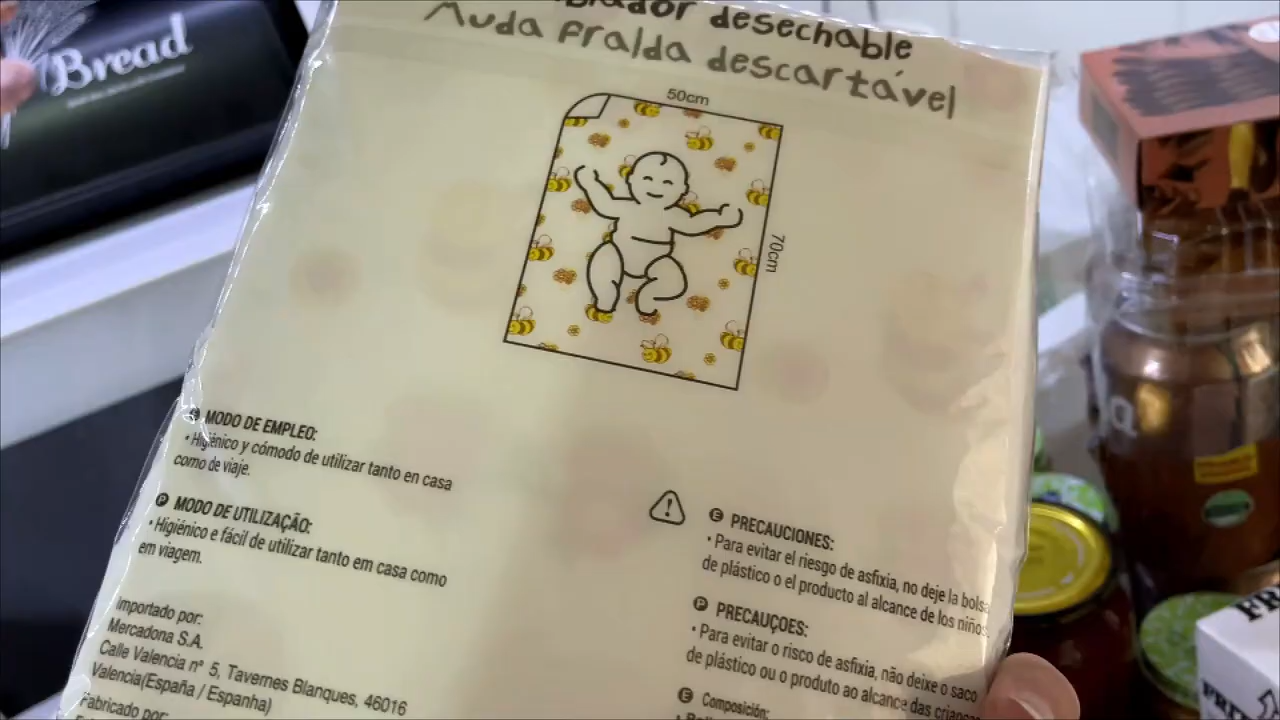 Bread
desechable
Muda fralda descartável
50cm
70cm
E MODO DE EMPLEO:
• Higiénico y cómodo de utilizar tanto en casa
como de viaje.
P MODO DE UTILIZAÇÃO:
• Higiénico e fácil de utilizar tanto em casa como
em viagem.
Importado por:
Mercadona S.A.
Calle Valencia n° 5, Tavernes Blanques, 46016
Valencia(España / Espanha)
Fabricado por:
E PRECAUCIONES:
• Para evitar el riesgo de asfixia, no deje la bolsa
de plástico o el producto al alcance de los niños.
P PRECAUÇOES:
• Para evitar o risco de asfixia, não deixe o saco
de plástico ou o produto ao alcance das crianças
E Composición: